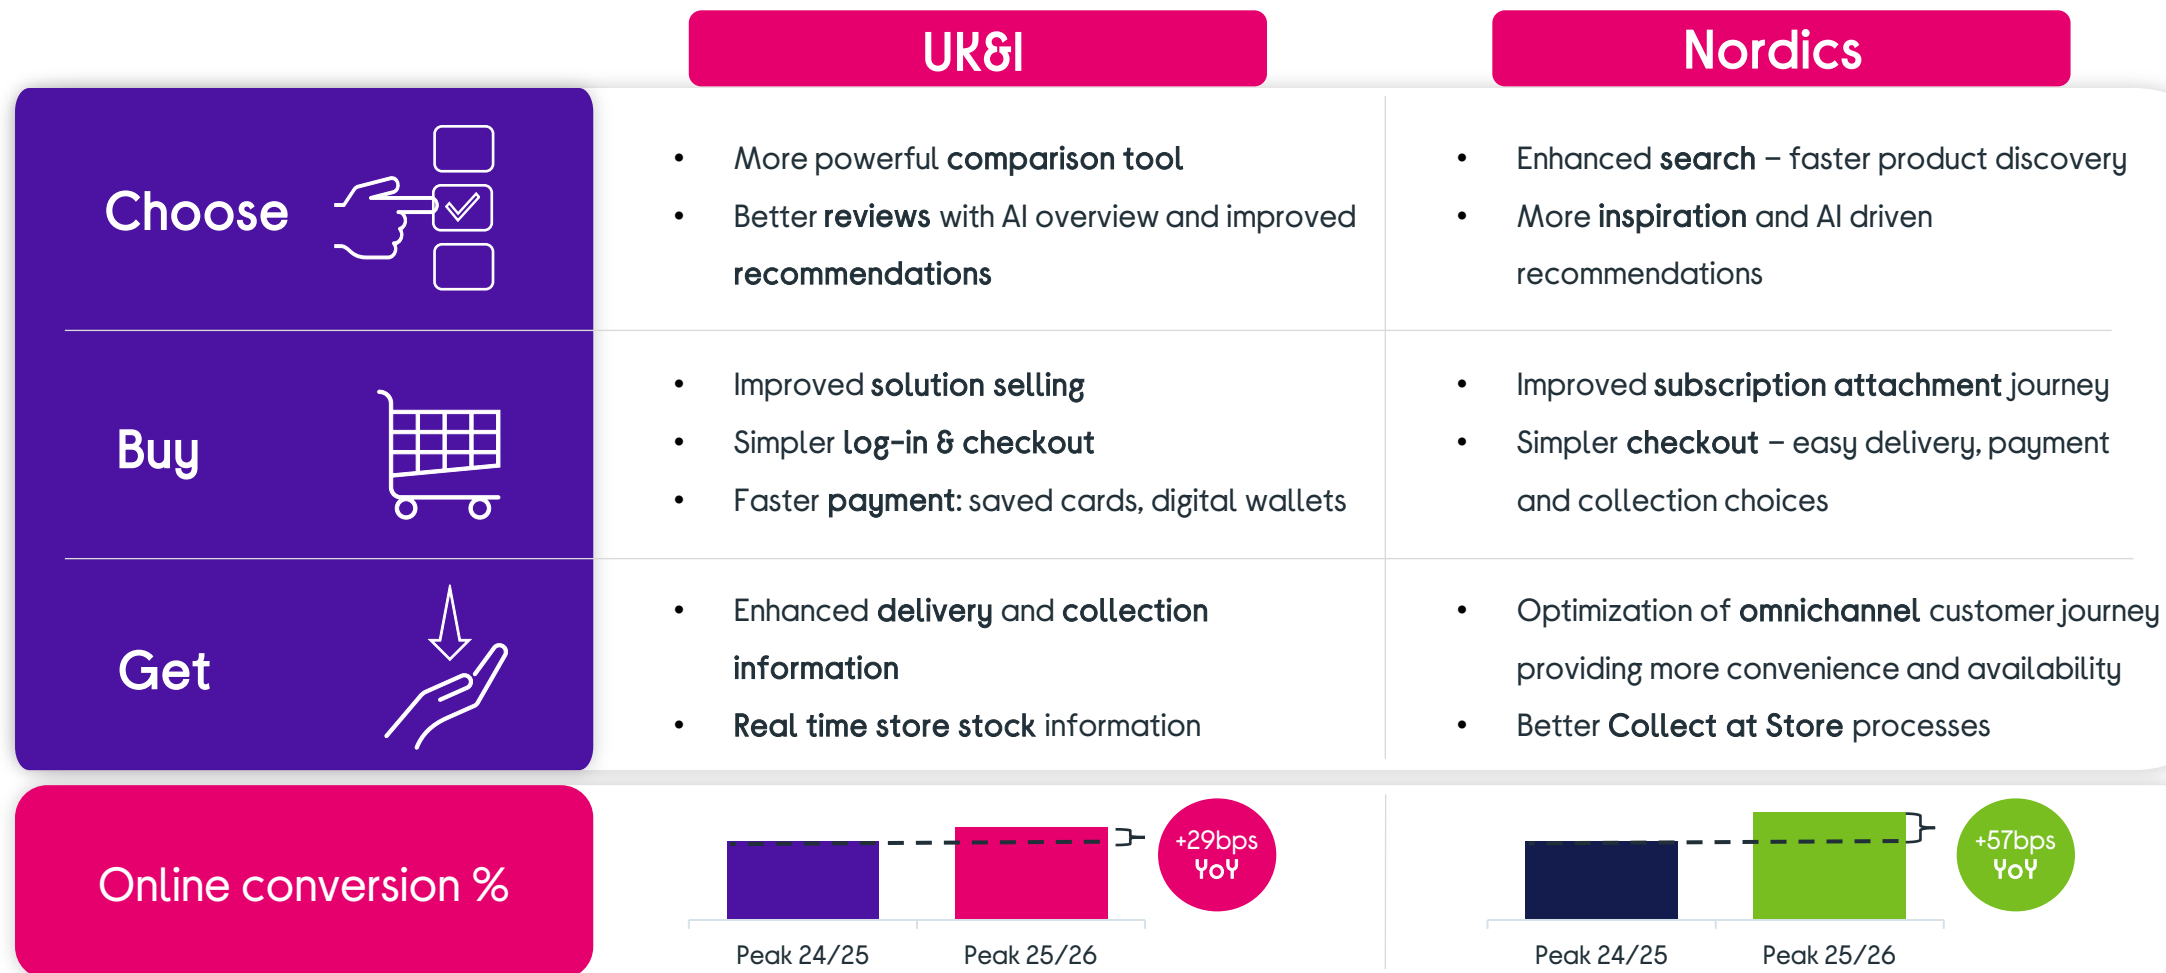 UK&I
Nordics
Choose
• More powerful comparison tool
• Better reviews with AI overview and improved
recommendations
• Enhanced search – faster product discovery
• More inspiration and AI driven
recommendations
Buy
• Improved solution selling
• Simpler log-in & checkout
• Faster payment: saved cards, digital wallets
• Improved subscription attachment journey
• Simpler checkout – easy delivery, payment
and collection choices
Get
• Enhanced delivery and collection
information
• Real time store stock information
• Optimization of omnichannel customer journey
providing more convenience and availability
• Better Collect at Store processes
Online conversion %
+29bps
YoY
Peak 24/25
Peak 25/26
+57bps
YoY
Peak 24/25
Peak 25/26